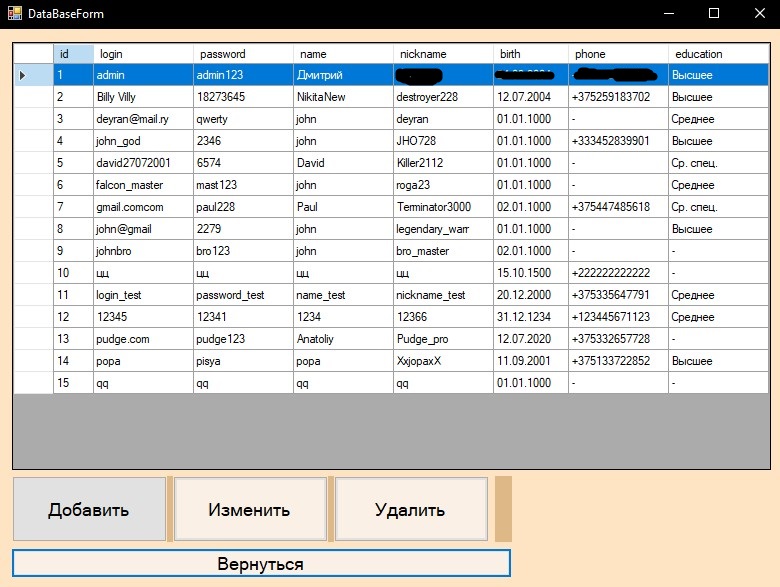 DataBaseForm
id login password name nickname birth phone education
1 admin admin123 Дмитрий Высшее
2 Billy Villy 18273645 NikitaNew destroyer228 12.07.2004 +375259183702 Высшее
3 deyran@mail.ry qwerty john deyran 01.01.1000 - Среднее
4 john_god 2346 john JHO728 01.01.1000 +333452839901 Высшее
5 david27072001 6574 David Killer2112 01.01.1000 - Ср. спец.
6 falcon_master mast123 john roga23 01.01.1000 - Среднее
7 gmail.comcom paul228 Paul Terminator3000 02.01.1000 +375447485618 Ср. спец.
8 john@gmail 2279 john legendary_warr 01.01.1000 - Высшее
9 johnbro bro123 john bro_master 02.01.1000 - -
10 цц цц цц цц 15.10.1500 +222222222222 -
11 login_test password_test name_test nickname_test 20.12.2000 +375335647791 Среднее
12 12345 12341 1234 12366 31.12.1234 +123445671123 Среднее
13 pudge.com pudge123 Anatoliy Pudge_pro 12.07.2020 +375332657728 -
14 popa pisya popa XxjopaxX 11.09.2001 +375133722852 Высшее
15 qq qq qq qq 01.01.1000 - -
Добавить Изменить Удалить
Вернуться